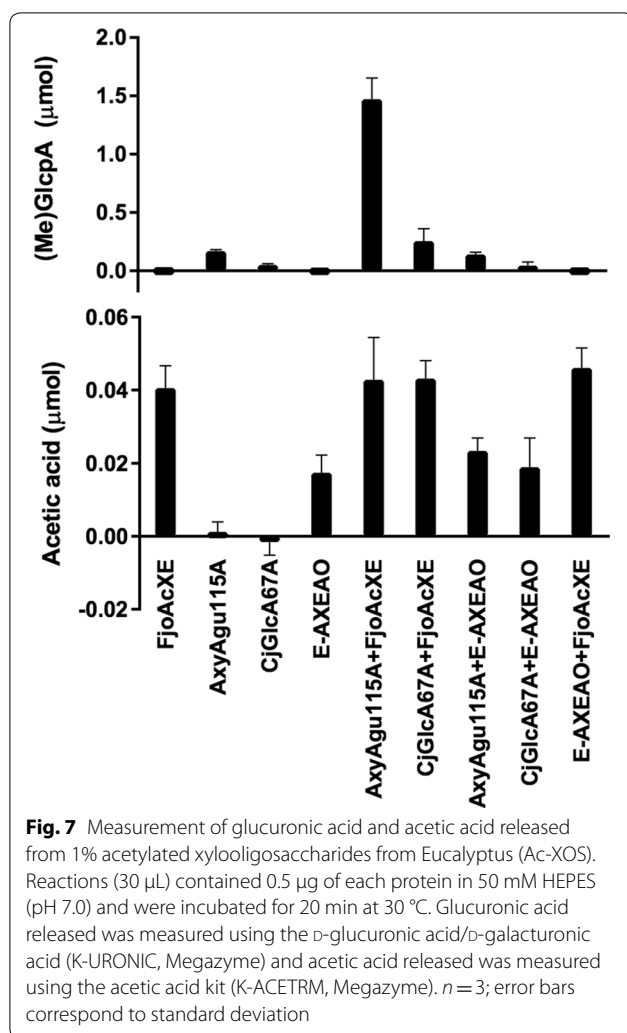 2.0
1.5
1.0
0.5
0.0
(Me)GlcpA (μmol)
0.06
0.04
0.02
0.00
-0.02
Acetic acid (μmol)
FjoAcXE
AxyAgu115A
CjGlcA67A
E-AXEAO
AxyAgu115A+FjoAcXE
CjGlcA67A+FjoAcXE
AxyAgu115A+E-AXEAO
CjGlcA67A+E-AXEAO
E-AXEAO+FjoAcXE
Fig. 7 Measurement of glucuronic acid and acetic acid released
from 1% acetylated xylooligosaccharides from Eucalyptus (Ac-XOS).
Reactions (30 µL) contained 0.5 µg of each protein in 50 mM HEPES
(pH 7.0) and were incubated for 20 min at 30 °C. Glucuronic acid
released was measured using the D-glucuronic acid/D-galacturonic
acid (K-URONIC, Megazyme) and acetic acid released was measured
using the acetic acid kit (K-ACETRM, Megazyme). n = 3; error bars
correspond to standard deviation